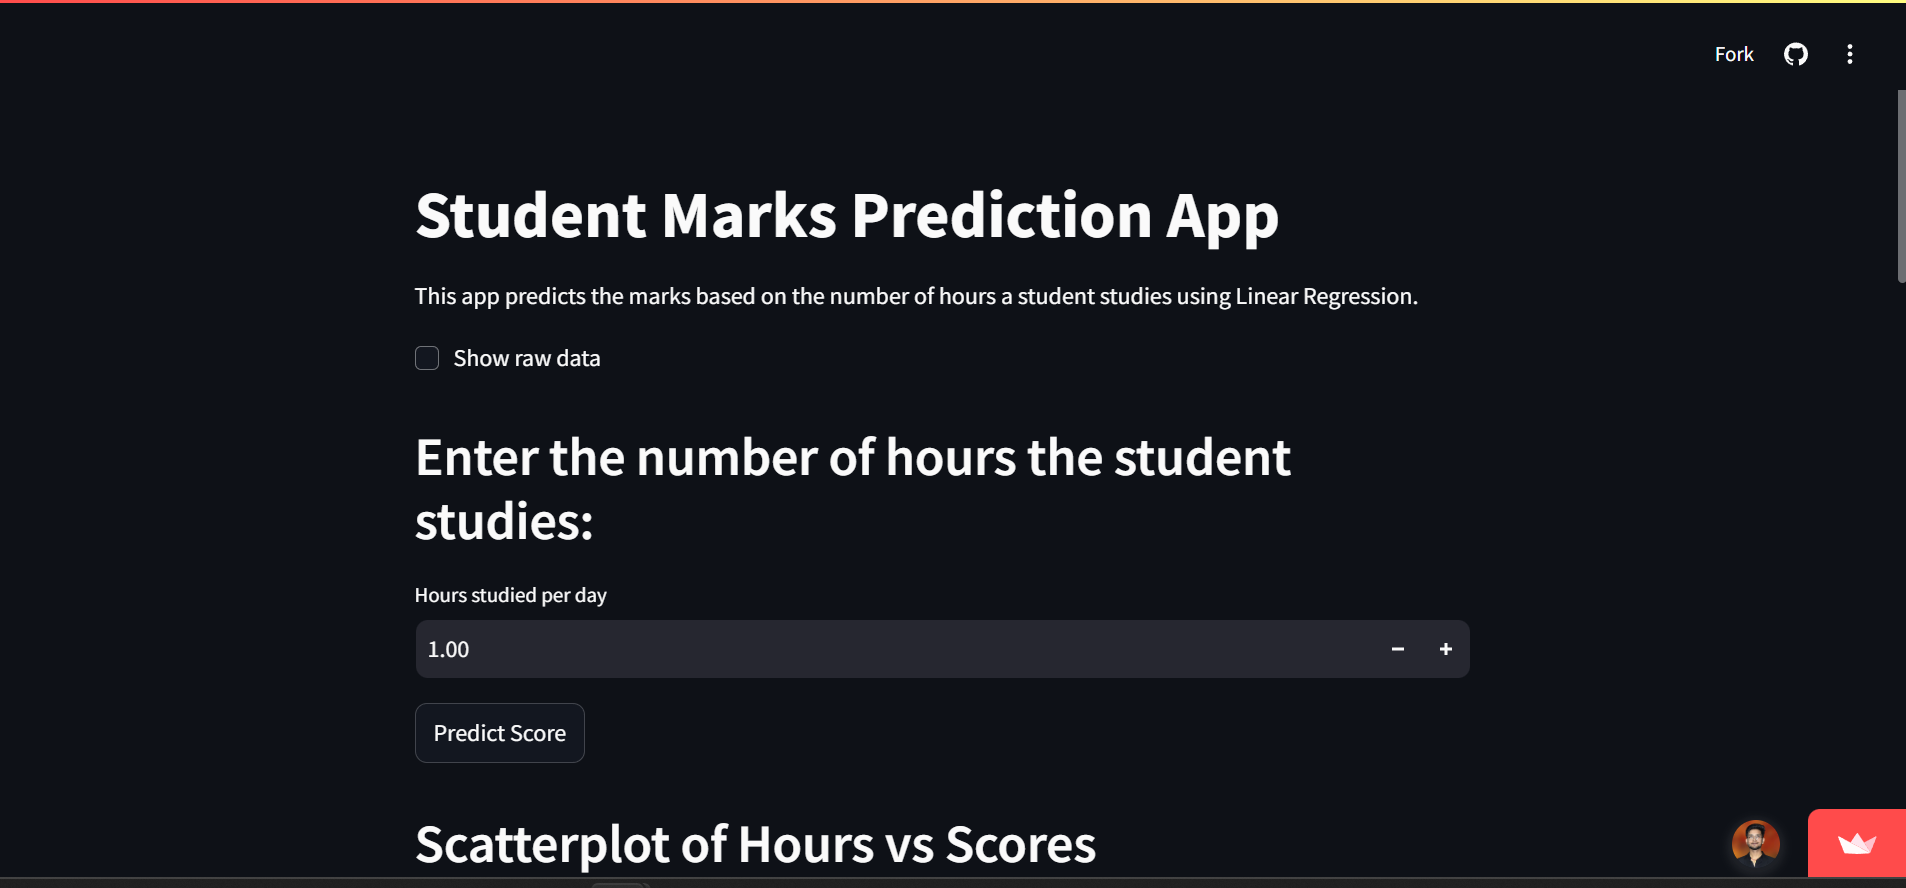 Fork
Student Marks Prediction App
This app predicts the marks based on the number of hours a student studies using Linear Regression.
Show raw data
Enter the number of hours the student
studies:
Hours studied per day
1.00
Predict Score
Scatterplot of Hours vs Scores